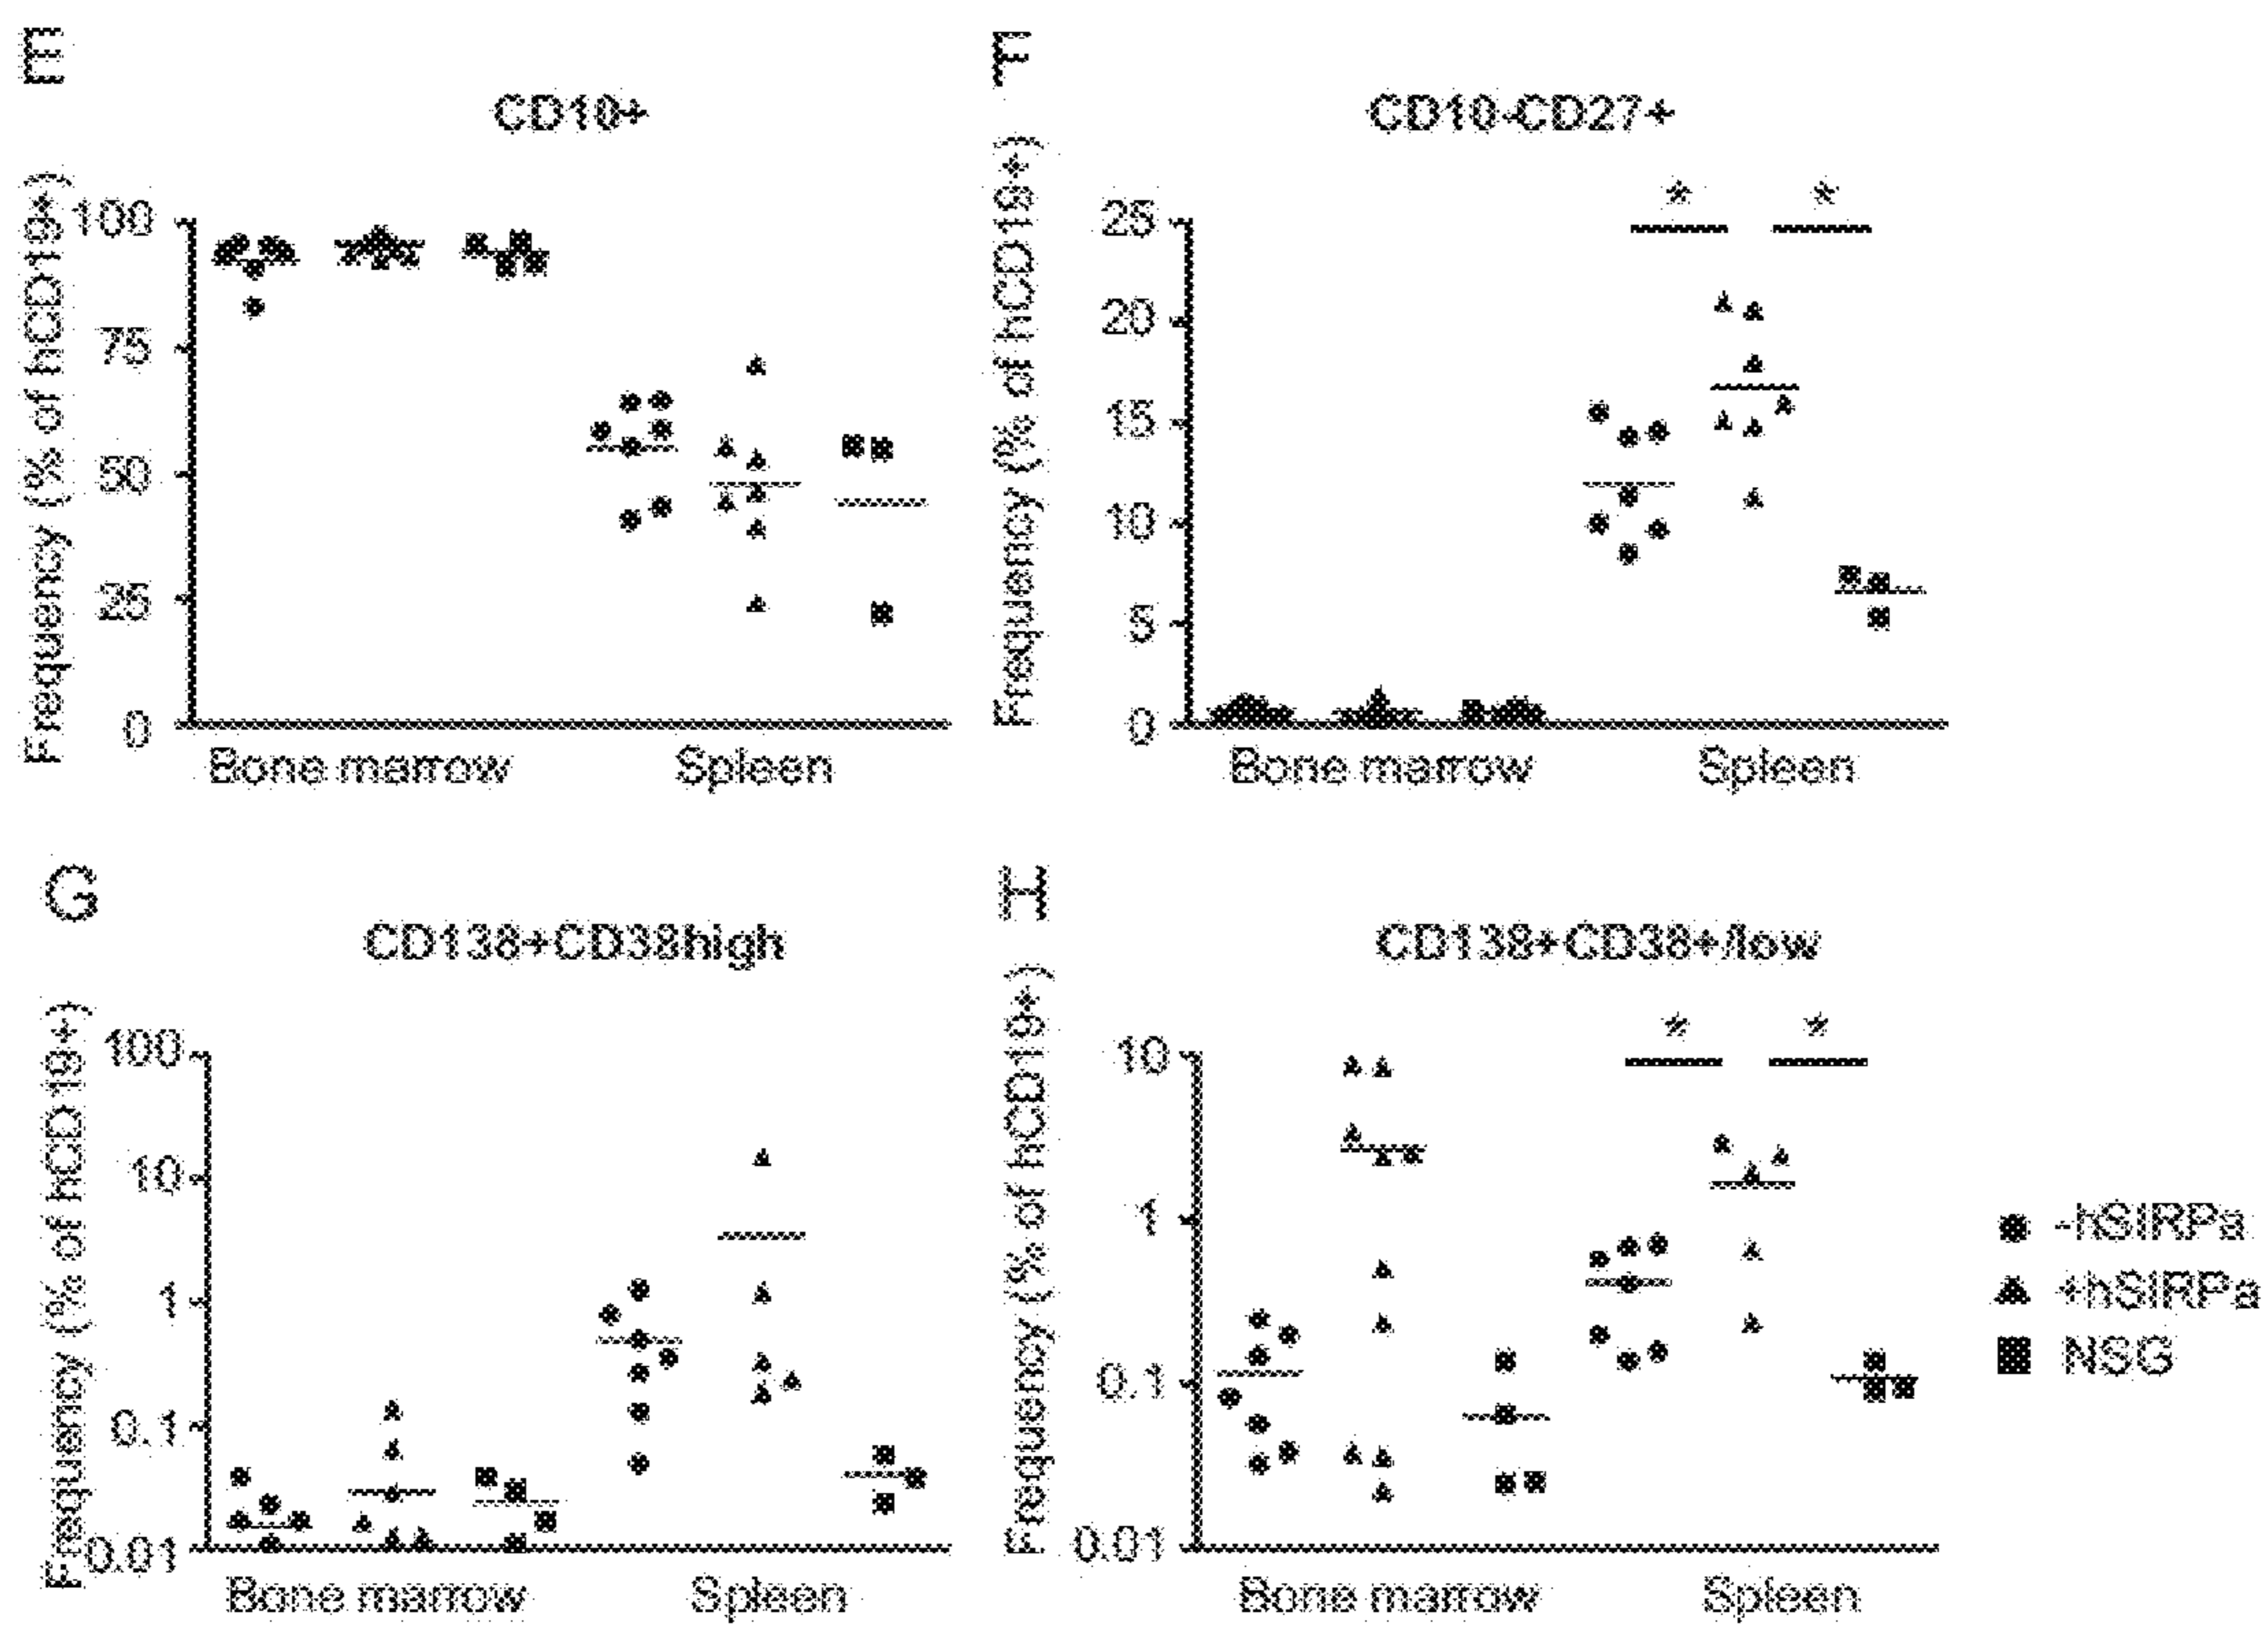 E
CD10+
Frequency (% of hCD19+)
100
75
50
25
0
Bone marrow
Spleen
F
CD10-CD27+
* *
Frequency (% of hCD19+)
25
20
15
10
5
0
Bone marrow
Spleen
G
CD138+CD38high
Frequency (% of hCD19+)
100
10
1
0.1
0.01
Bone marrow
Spleen
H
CD138+CD38+/low
* *
Frequency (% of hCD19+)
10
1
0.1
0.01
Bone marrow
Spleen
-hSIRPa
+hSIRPa
NSG